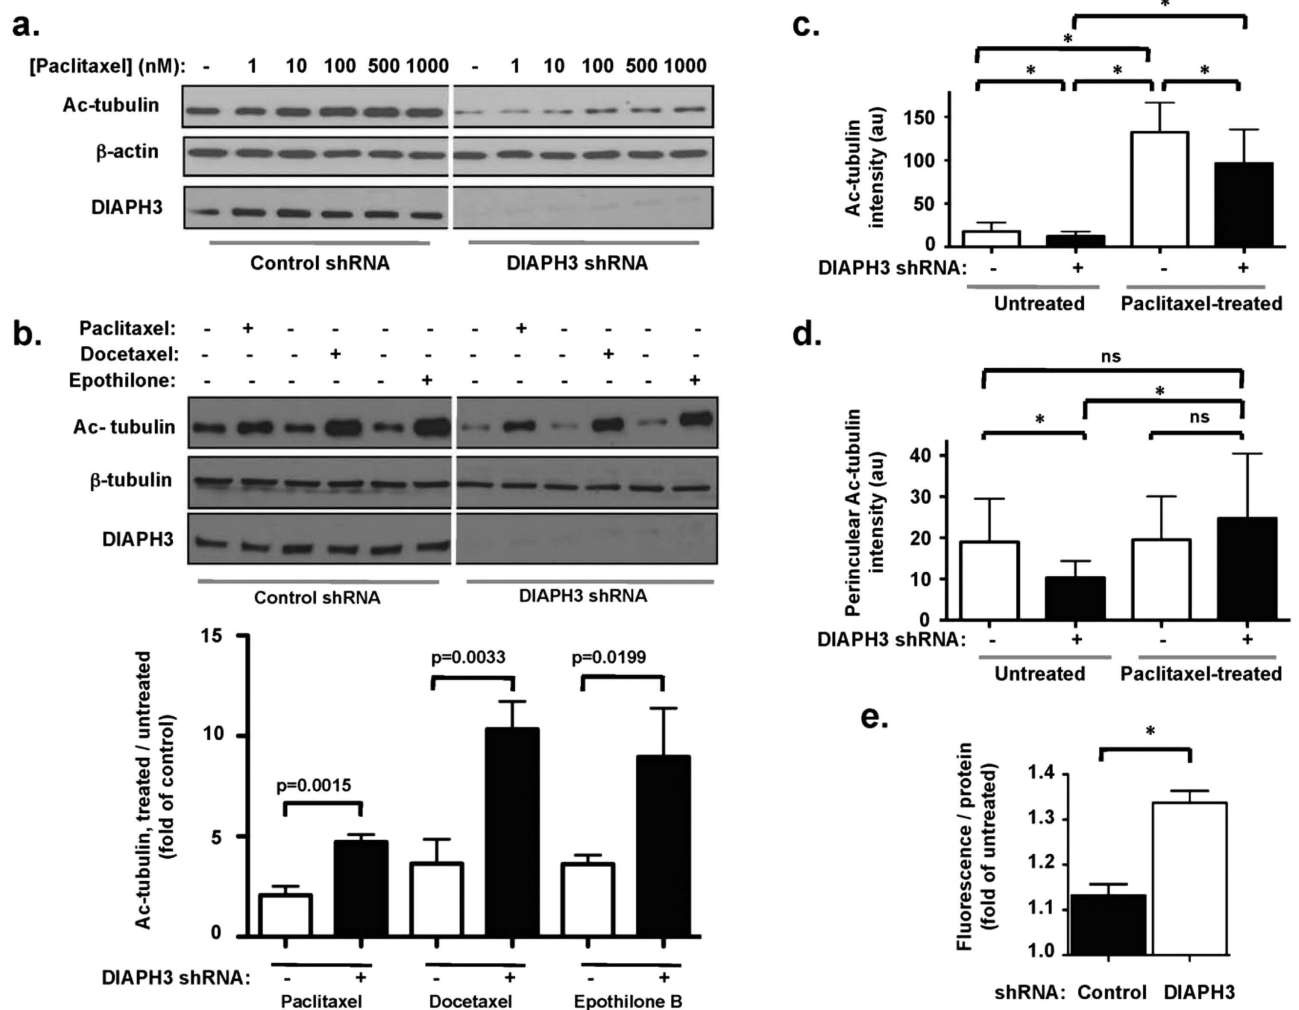 a.
[Paclitaxel] (nM): - 1 10 100 500 1000 - 1 10 100 500 1000
Ac-tubulin
β-actin
DIAPH3
Control shRNA DIAPH3 shRNA
b.
Paclitaxel: - + - - - - - + - - - -
Docetaxel: - - - + - - - - - + - -
Epothilone: - - - - - + - - - - - +
Ac- tubulin
β-tubulin
DIAPH3
Control shRNA DIAPH3 shRNA
Ac-tubulin, treated / untreated
(fold of control)
15
10
5
0
p=0.0015
p=0.0033
p=0.0199
DIAPH3 shRNA: - + - + - +
Paclitaxel Docetaxel Epothilone B
c.
*
*
* * *
Ac-tubulin
intensity (au)
150
100
50
0
DIAPH3 shRNA: - + - +
Untreated Paclitaxel-treated
d.
ns
*
* ns
Perinculear Ac-tubulin
intensity (au)
40
30
20
10
0
DIAPH3 shRNA: - + - +
Untreated Paclitaxel-treated
e.
*
Fluorescence / protein
(fold of untreated)
1.4
1.3
1.2
1.1
1.0
shRNA: Control DIAPH3